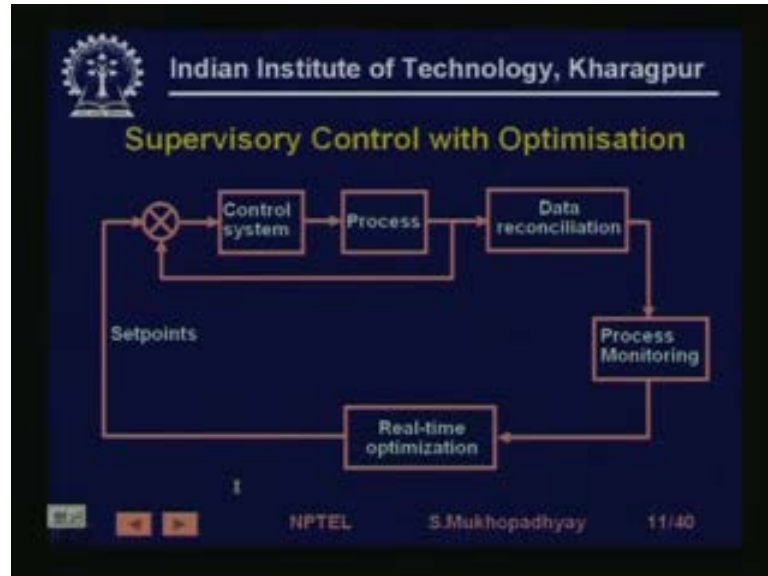 Indian Institute of Technology, Kharagpur
Supervisory Control with Optimisation
Control
system
Process
Data
reconciliation
Setpoints
Process
Monitoring
Real-time
optimization
NPTEL S.Mukhopadhyay 11/40